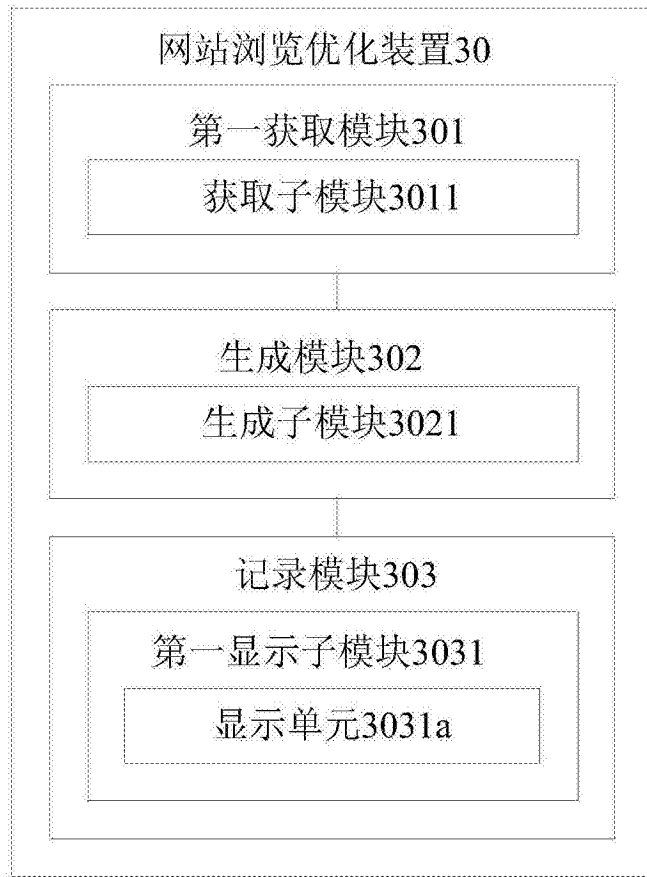 网站浏览优化装置30
第一获取模块301
获取子模块3011
生成模块302
生成子模块3021
记录模块303
第一显示子模块3031
显示单元3031a